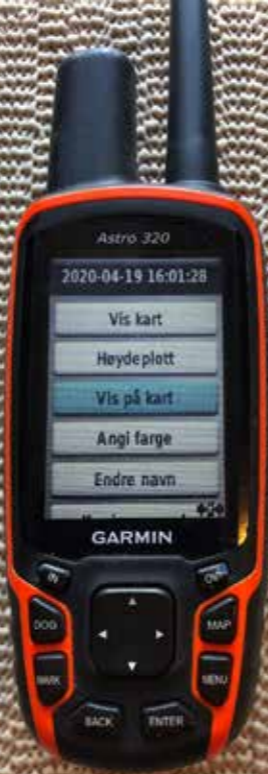 Astro 320
2020-04-19 16:01:28
Vis kart
Høydeplott
Vis på kart
Angi farge
Endre navn
GARMIN
IN
OUT
DOG
MAP
MARK
MENU
BACK
ENTER